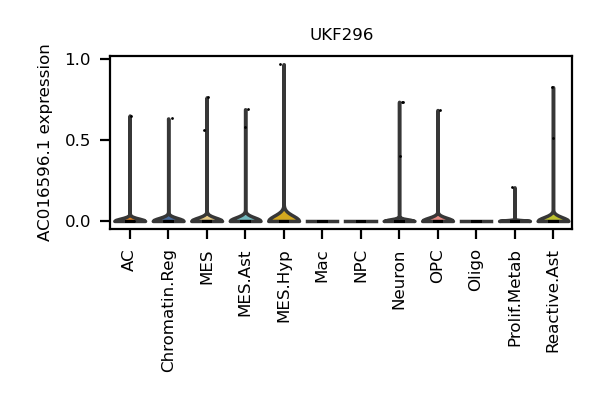 UKF296
AC016596.1 expression
1.0
0.5
0.0
AC
Chromatin.Reg
MES
MES.Ast
MES.Hyp
Mac
NPC
Neuron
OPC
Oligo
Prolif.Metab
Reactive.Ast